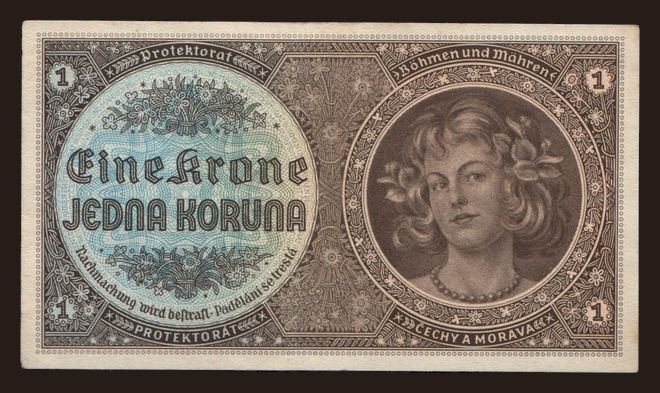 Protektorat
Böhmen und Mähren
1
1
Eine Krone
JEDNA KORUNA
Nachmachung wird bestraft-Padělání se trestá
1
1
PROTEKTORÁT
ČECHY A MORAVA